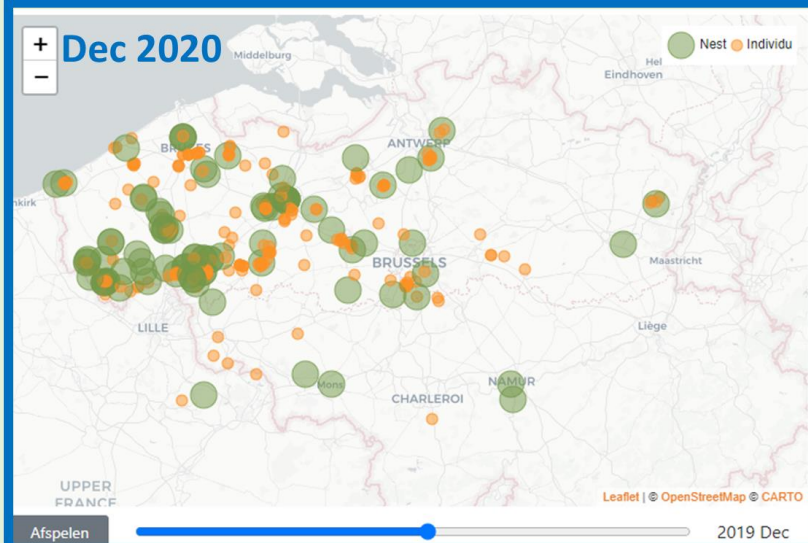 +
−
Dec 2020
Nest
Individu
Middelburg
Hel
Eindhoven
BRUGES
ANTWERP
nkirk
BRUSSELS
Maastricht
LILLE
Liège
Mons
NAMUR
CHARLEROI
UPPER
FRANCE
Leaflet | © OpenStreetMap © CARTO
Afspelen
2019 Dec